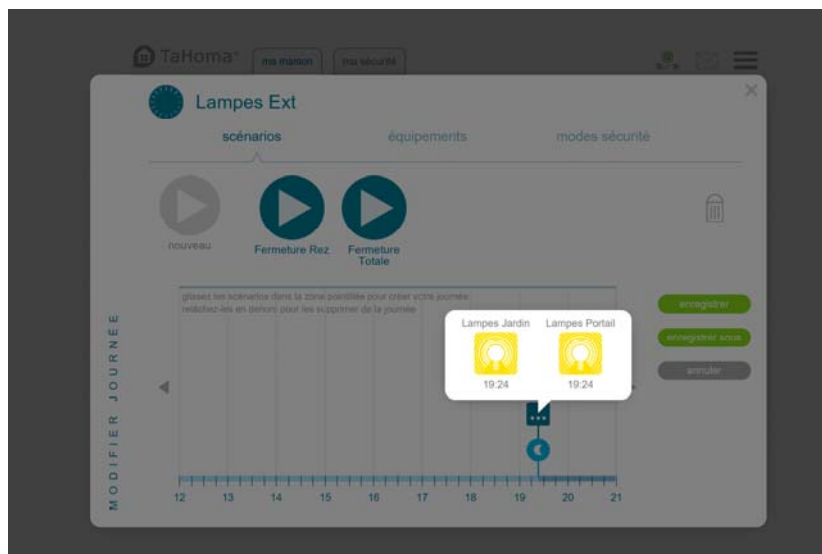 TaHoma®
ma maison
ma sécurité
Lampes Ext
scénarios
équipements
modes sécurité
nouveau
Fermeture Rez
Fermeture
Totale
glissez les scénarios dans la zone pointillée pour créer votre journée
relâchez-les en dehors pour les supprimer de la journée
MODIFIER JOURNÉE
Lampes Jardin
Lampes Portail
19:24
19:24
enregistrer
enregistrer sous
annuler
12 13 14 15 16 17 18 19 20 21